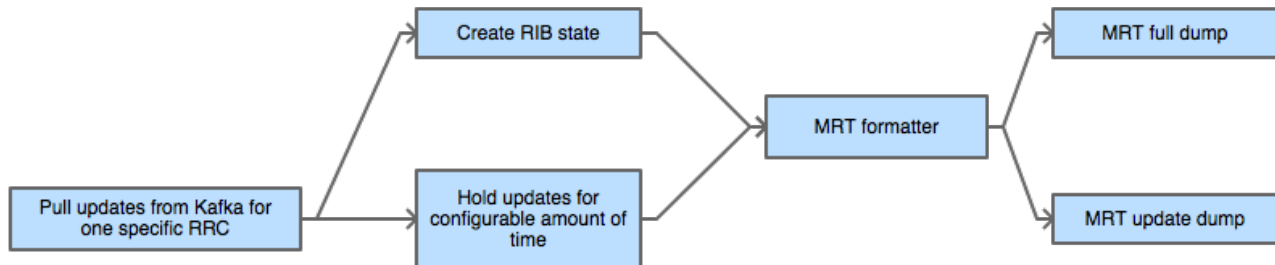 Create RIB state
MRT full dump
MRT formatter
Pull updates from Kafka for
one specific RRC
Hold updates for
configurable amount of
time
MRT update dump